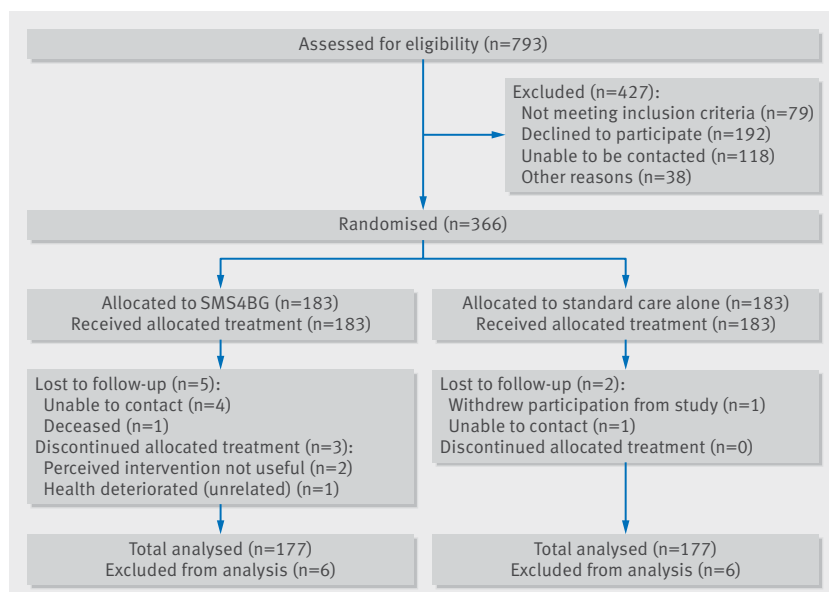 Assessed for eligibility (n=793)
Excluded (n=427):
Not meeting inclusion criteria (n=79)
Declined to participate (n=192)
Unable to be contacted (n=118)
Other reasons (n=38)
Randomised (n=366)
Allocated to SMS4BG (n=183)
Received allocated treatment (n=183)
Allocated to standard care alone (n=183)
Received allocated treatment (n=183)
Lost to follow-up (n=5):
Unable to contact (n=4)
Deceased (n=1)
Discontinued allocated treatment (n=3):
Perceived intervention not useful (n=2)
Health deteriorated (unrelated) (n=1)
Lost to follow-up (n=2):
Withdrew participation from study (n=1)
Unable to contact (n=1)
Discontinued allocated treatment (n=0)
Total analysed (n=177)
Excluded from analysis (n=6)
Total analysed (n=177)
Excluded from analysis (n=6)